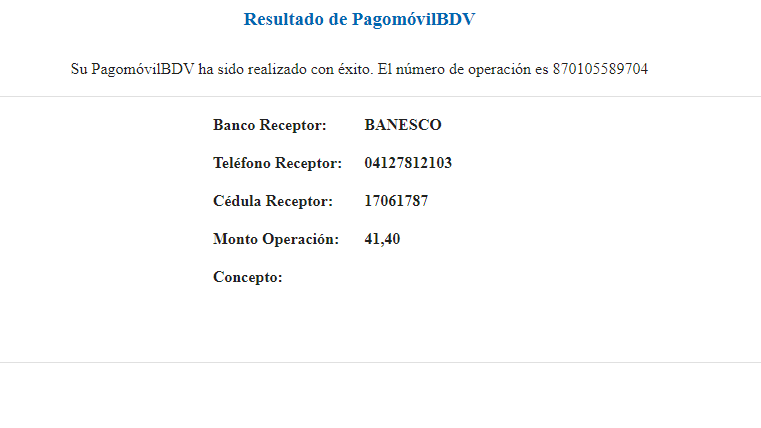 Resultado de PagomóvilBDV
Su PagomóvilBDV ha sido realizado con éxito. El número de operación es 870105589704
Banco Receptor: BANESCO
Teléfono Receptor: 04127812103
Cédula Receptor: 17061787
Monto Operación: 41,40
Concepto: